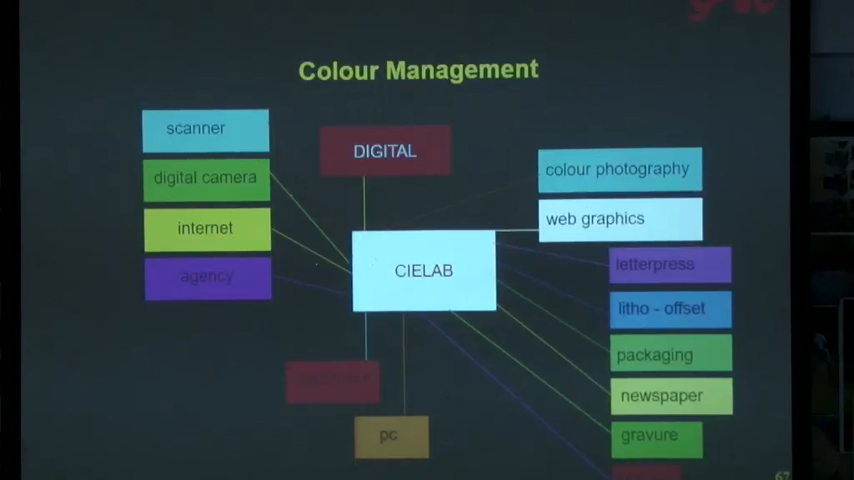 Colour Management
scanner
digital camera
internet
agency
DIGITAL
CIELAB
colour photography
web graphics
letterpress
litho - offset
packaging
newspaper
gravure
pc
67